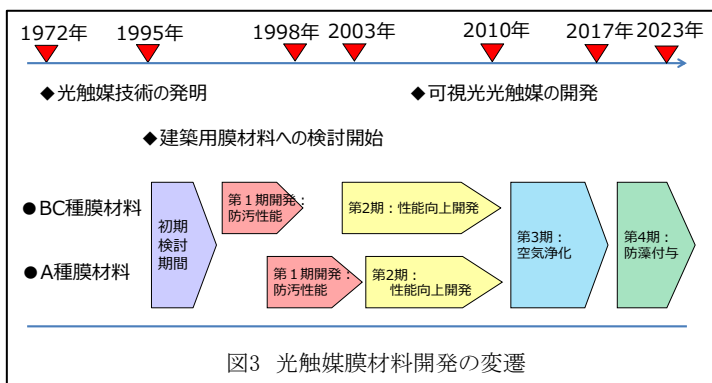 1972年 1995年 1998年 2003年 2010年 2017年 2023年
◆光触媒技術の発明 ◆可視光光触媒の開発
◆建築用膜材料への検討開始
●BC種膜材料
初期
検討
期間
第1期開発：
防汚性能
第2期：性能向上開発
●A種膜材料
第1期開発：
防汚性能
第2期：
性能向上開発
第3期：
空気浄化
第4期：
防藻付与
図3 光触媒膜材料開発の変遷